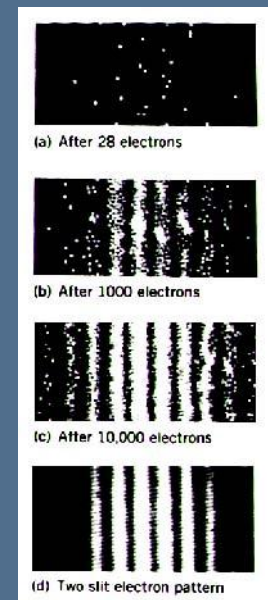 (a) After 28 electrons
(b) After 1000 electrons
(c) After 10,000 electrons
(d) Two slit electron pattern